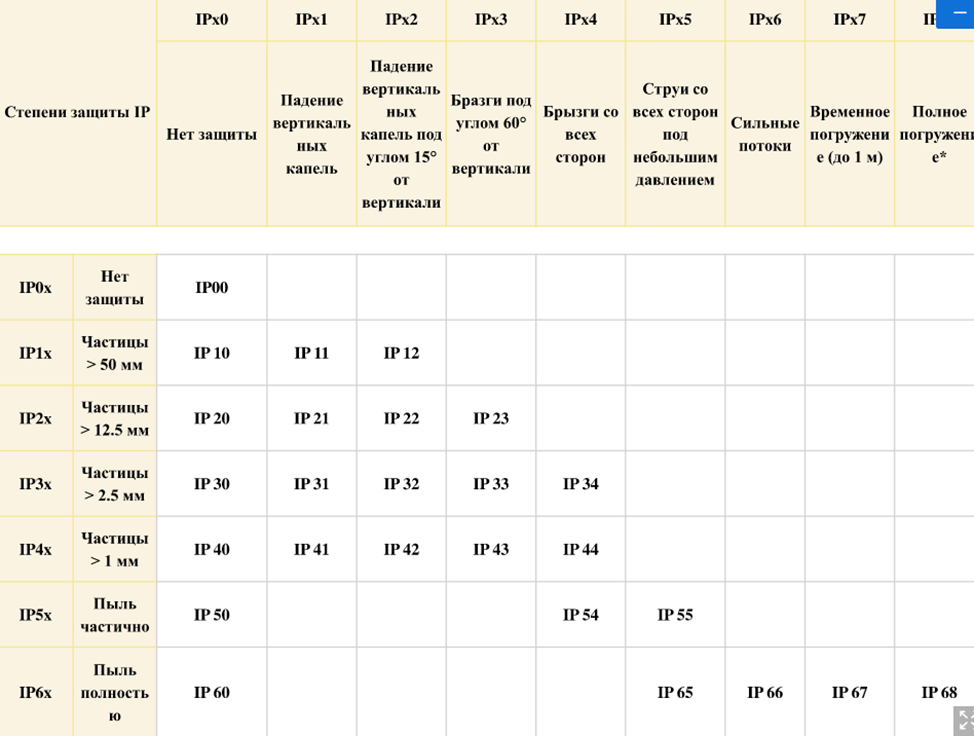 IPx0 IPx1 IPx2 IPx3 IPx4 IPx5 IPx6 IPx7
Степени защиты IP
Нет защиты
Падение
вертикаль
ных
капель
Падение
вертикаль
ных
капель под
углом 15°
от
вертикали
Бразги под
углом 60°
от
вертикали
Брызги со
всех
сторон
Струи со
всех сторон
под
небольшим
давлением
Сильные
потоки
Временное
погружени
е (до 1 м)
Полное
погружени
е*
IP0x
Нет
защиты
IP00
IP1x
Частицы
> 50 мм
IP 10 IP 11 IP 12
IP2x
Частицы
> 12.5 мм
IP 20 IP 21 IP 22 IP 23
IP3x
Частицы
> 2.5 мм
IP 30 IP 31 IP 32 IP 33 IP 34
IP4x
Частицы
> 1 мм
IP 40 IP 41 IP 42 IP 43 IP 44
IP5x
Пыль
частично
IP 50 IP 54 IP 55
IP6x
Пыль
полность
ю
IP 60 IP 65 IP 66 IP 67 IP 68